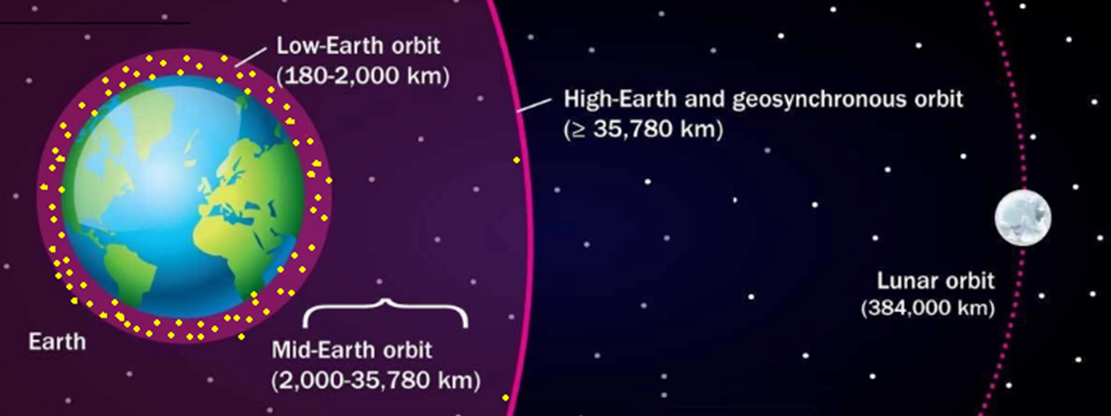 Low-Earth orbit
(180-2,000 km)
High-Earth and geosynchronous orbit
(≥ 35,780 km)
Lunar orbit
(384,000 km)
Earth
Mid-Earth orbit
(2,000-35,780 km)